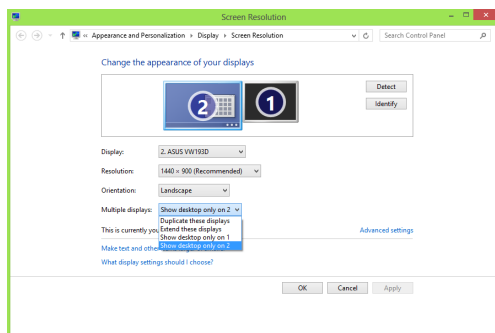 Screen Resolution
« Appearance and Personalization ▸ Display ▸ Screen Resolution
Search Control Panel
Change the appearance of your displays
2
1
Detect
Identify
Display: 2. ASUS VW193D
Resolution: 1440 × 900 (Recommended)
Orientation: Landscape
Multiple displays: Show desktop only on 2
Duplicate these displays
Extend these displays
Show desktop only on 1
Show desktop only on 2
This is currently you
Advanced settings
Make text and othe
What display settings should I choose?
OK Cancel Apply